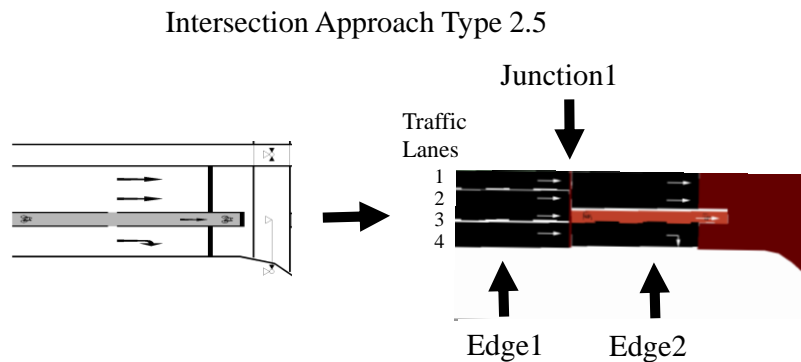 Intersection Approach Type 2.5
Junction1
Traffic
Lanes
1
2
3
4
Edge1
Edge2